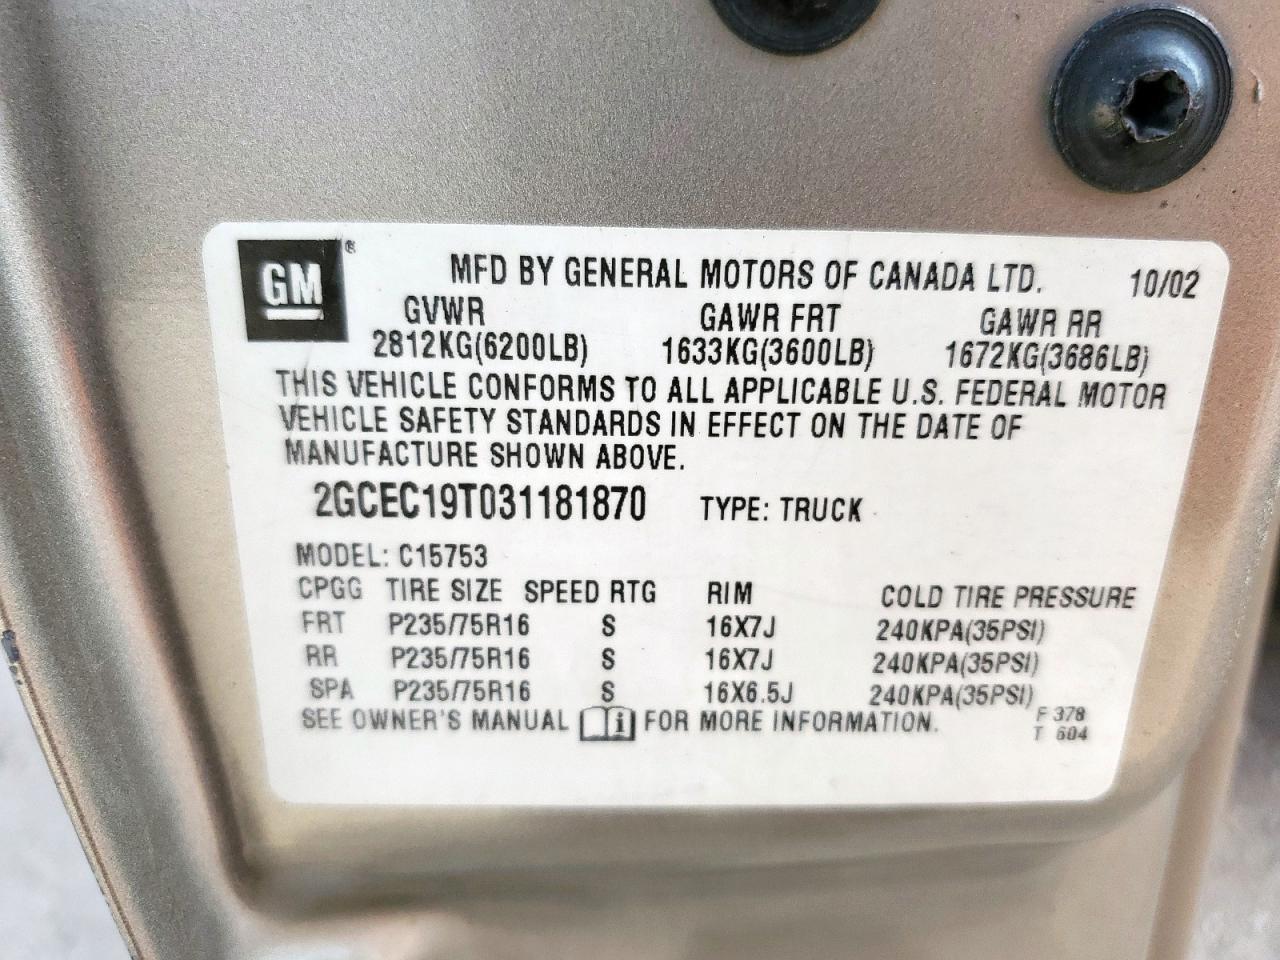 GM ®
MFD BY GENERAL MOTORS OF CANADA LTD. 10/02
GVWR GAWR FRT GAWR RR
2812KG(6200LB) 1633KG(3600LB) 1672KG(3686LB)
THIS VEHICLE CONFORMS TO ALL APPLICABLE U.S. FEDERAL MOTOR
VEHICLE SAFETY STANDARDS IN EFFECT ON THE DATE OF
MANUFACTURE SHOWN ABOVE.
2GCEC19T031181870 TYPE: TRUCK
MODEL: C15753
CPGG TIRE SIZE SPEED RTG RIM COLD TIRE PRESSURE
FRT P235/75R16 S 16X7J 240KPA(35PSI)
RR P235/75R16 S 16X7J 240KPA(35PSI)
SPA P235/75R16 S 16X6.5J 240KPA(35PSI)
SEE OWNER'S MANUAL i FOR MORE INFORMATION. F 378
T 604